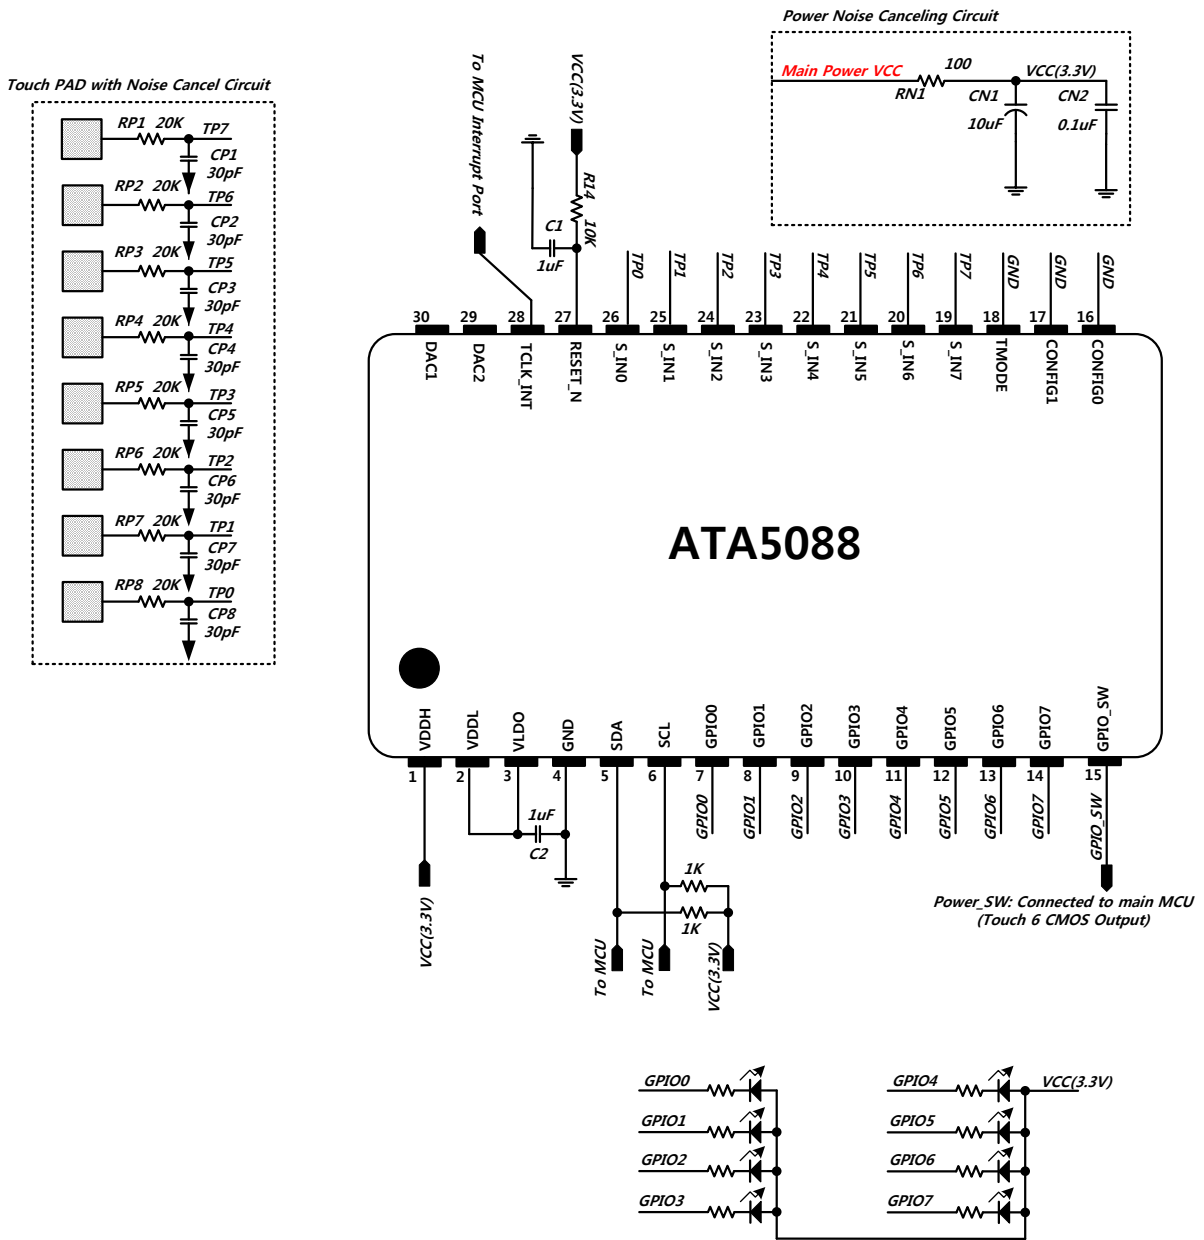 Power Noise Canceling Circuit
Main Power VCC
100
RN1
VCC(3.3V)
CN1
10uF
CN2
0.1uF
Touch PAD with Noise Cancel Circuit
RP1 20K
TP7
CP1
30pF
RP2 20K
TP6
CP2
30pF
RP3 20K
TP5
CP3
30pF
RP4 20K
TP4
CP4
30pF
RP5 20K
TP3
CP5
30pF
RP6 20K
TP2
CP6
30pF
RP7 20K
TP1
CP7
30pF
RP8 20K
TP0
CP8
30pF
To MCU Interrupt Port
VCC(3.3V)
R14
10K
C1
1uF
TP0
TP1
TP2
TP3
TP4
TP5
TP6
TP7
GND
GND
GND
30
29
28
27
26
25
24
23
22
21
20
19
18
17
16
DAC1
DAC2
TCLK_INT
RESET_N
S_IN0
S_IN1
S_IN2
S_IN3
S_IN4
S_IN5
S_IN6
S_IN7
TMODE
CONFIG1
CONFIG0
ATA5088
VDDH
VDDL
VLDO
GND
SDA
SCL
GPIO0
GPIO1
GPIO2
GPIO3
GPIO4
GPIO5
GPIO6
GPIO7
GPIO_SW
1
2
3
4
5
6
7
8
9
10
11
12
13
14
15
GPIO0
GPIO1
GPIO2
GPIO3
GPIO4
GPIO5
GPIO6
GPIO7
GPIO_SW
1uF
C2
1K
1K
VCC(3.3V)
To MCU
To MCU
VCC(3.3V)
Power_SW: Connected to main MCU
(Touch 6 CMOS Output)
GPIO0
GPIO1
GPIO2
GPIO3
GPIO4
GPIO5
GPIO6
GPIO7
VCC(3.3V)